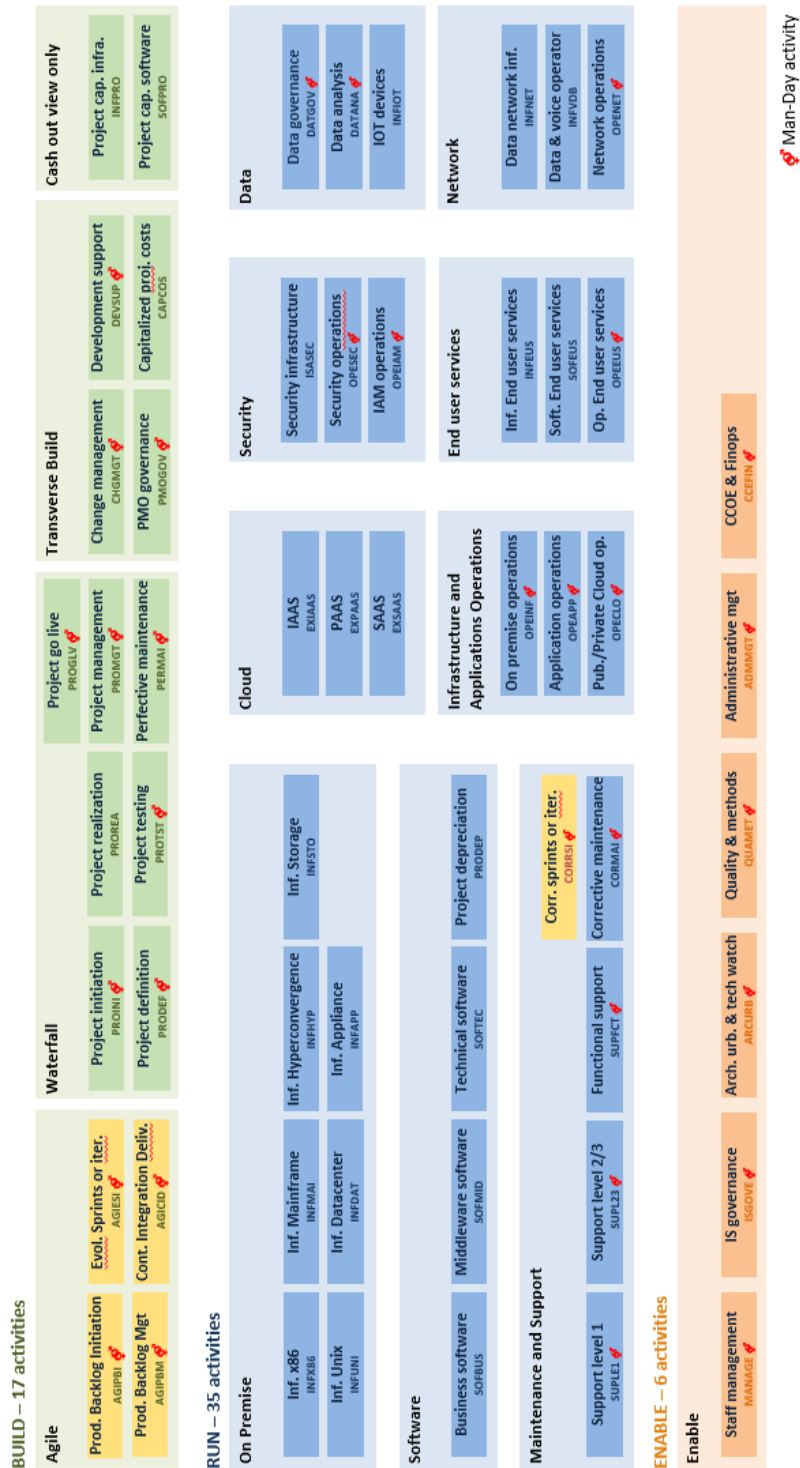 BUILD – 17 activities
Agile
Prod. Backlog Initiation
AGIPBI
Evol. Sprints or iter.
AGIESI
Prod. Backlog Mgt
AGIPBM
Cont. Integration Deliv.
AGICID
Waterfall
Project initiation
PROINI
Project realization
PROREA
Project go live
PROGLV
Project management
PROMGT
Project definition
PRODEF
Project testing
PROTST
Perfective maintenance
PERMAI
Transverse Build
Change management
CHGMGT
Development support
DEVSUP
PMO governance
PMOGOV
Capitalized proj. costs
CAPCOS
Cash out view only
Project cap. infra.
INFPRO
Project cap. software
SOFPRO
RUN – 35 activities
On Premise
Inf. x86
INFX86
Inf. Mainframe
INFMAI
Inf. Hyperconvergence
INFHYP
Inf. Storage
INFSTO
Inf. Unix
INFUNI
Inf. Datacenter
INFDAT
Inf. Appliance
INFAPP
Software
Business software
SOFBUS
Middleware software
SOFMID
Technical software
SOFTEC
Project depreciation
PRODEP
Maintenance and Support
Corr. sprints or iter.
CORRSI
Support level 1
SUPLE1
Support level 2/3
SUPL23
Functional support
SUPFCT
Corrective maintenance
CORMAI
Cloud
IAAS
EXIAAS
PAAS
EXPAAS
SAAS
EXSAAS
Infrastructure and
Applications Operations
On premise operations
OPEINF
Application operations
OPEAPP
Pub./Private Cloud op.
OPECLO
Security
Security infrastructure
ISASEC
Security operations
OPESEC
IAM operations
OPEIAM
End user services
Inf. End user services
INFEUS
Soft. End user services
SOFEUS
Op. End user services
OPEEUS
Data
Data governance
DATGOV
Data analysis
DATANA
IOT devices
INFIOT
Network
Data network inf.
INFNET
Data & voice operator
INFVDB
Network operations
OPENET
ENABLE – 6 activities
Enable
Staff management
MANAGE
IS governance
ISGOVE
Arch. urb. & tech watch
ARCURB
Quality & methods
QUAMET
Administrative mgt
ADMMGT
CCOE & Finops
CCEFIN
Man-Day activity